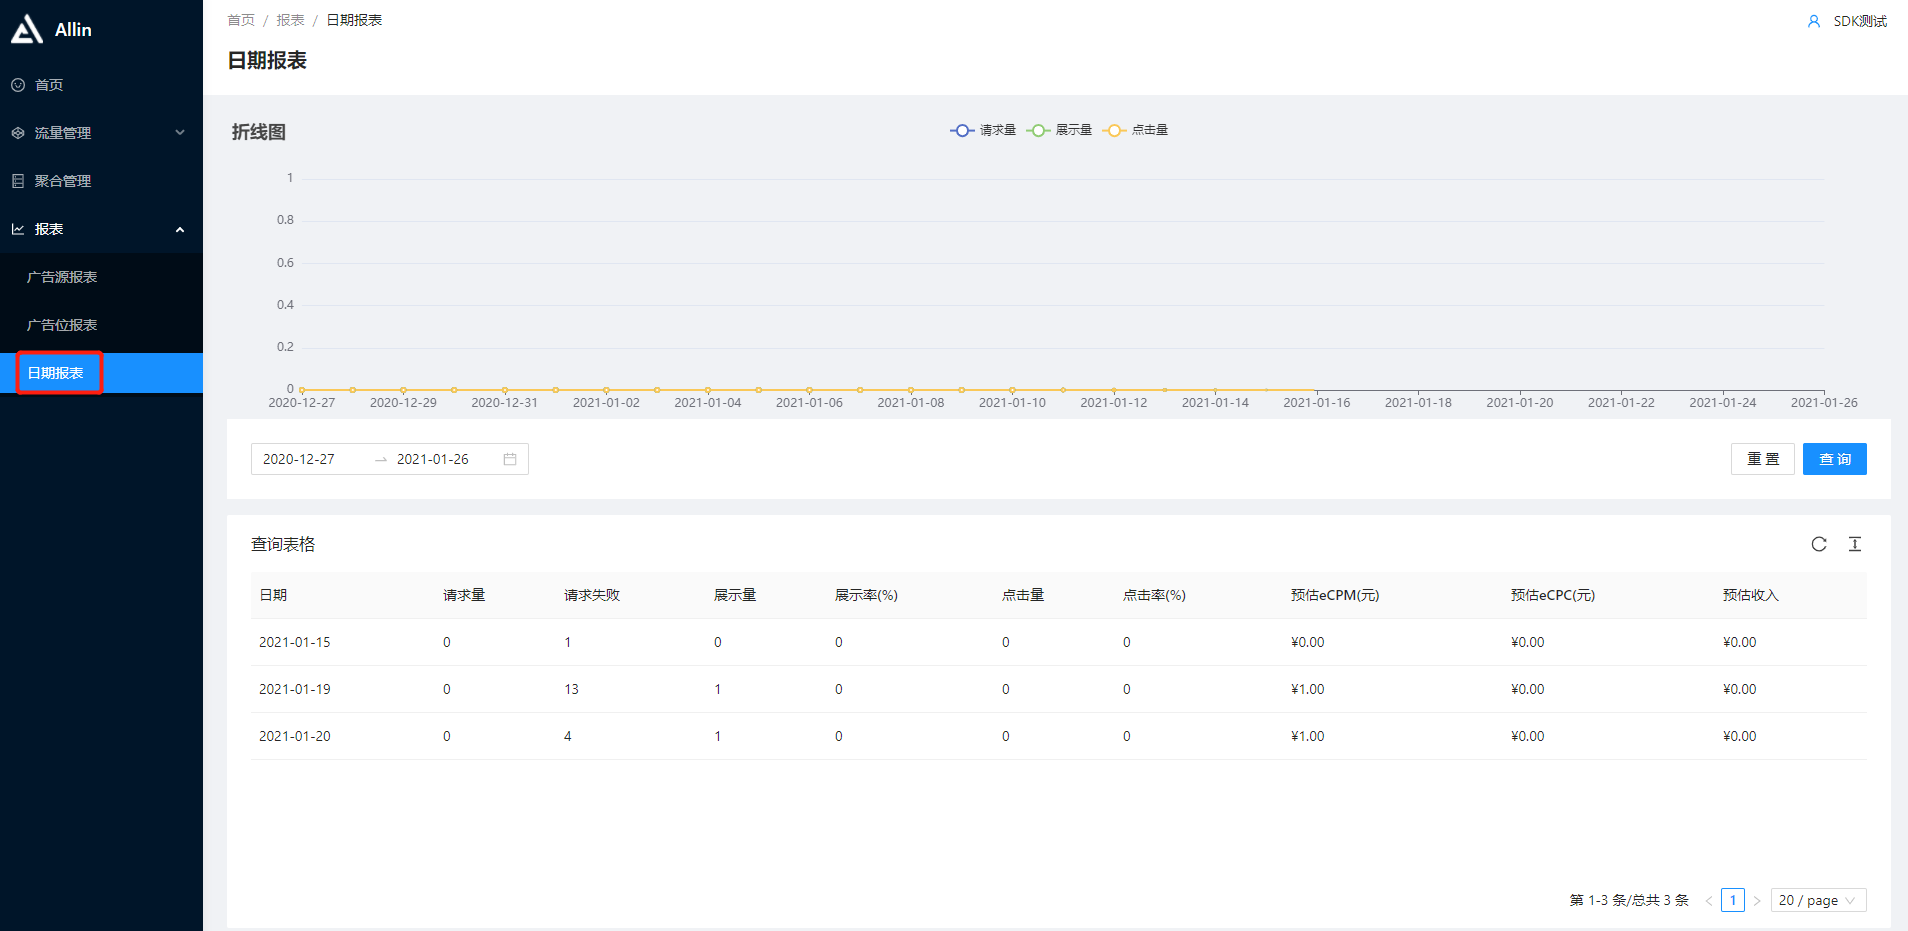 Allin
首页
流量管理
聚合管理
报表
广告源报表
广告位报表
日期报表
首页 / 报表 / 日期报表
SDK测试
日期报表
折线图
请求量 展示量 点击量
1
0.8
0.6
0.4
0.2
0
2020-12-27 2020-12-29 2020-12-31 2021-01-02 2021-01-04 2021-01-06 2021-01-08 2021-01-10 2021-01-12 2021-01-14 2021-01-16 2021-01-18 2021-01-20 2021-01-22 2021-01-24 2021-01-26
2020-12-27 → 2021-01-26
重 置 查 询
查询表格
日期 请求量 请求失败 展示量 展示率(%) 点击量 点击率(%) 预估eCPM(元) 预估eCPC(元) 预估收入
2021-01-15 0 1 0 0 0 0 ¥0.00 ¥0.00 ¥0.00
2021-01-19 0 13 1 0 0 0 ¥1.00 ¥0.00 ¥0.00
2021-01-20 0 4 1 0 0 0 ¥1.00 ¥0.00 ¥0.00
第 1-3 条/总共 3 条 < 1 > 20 / page